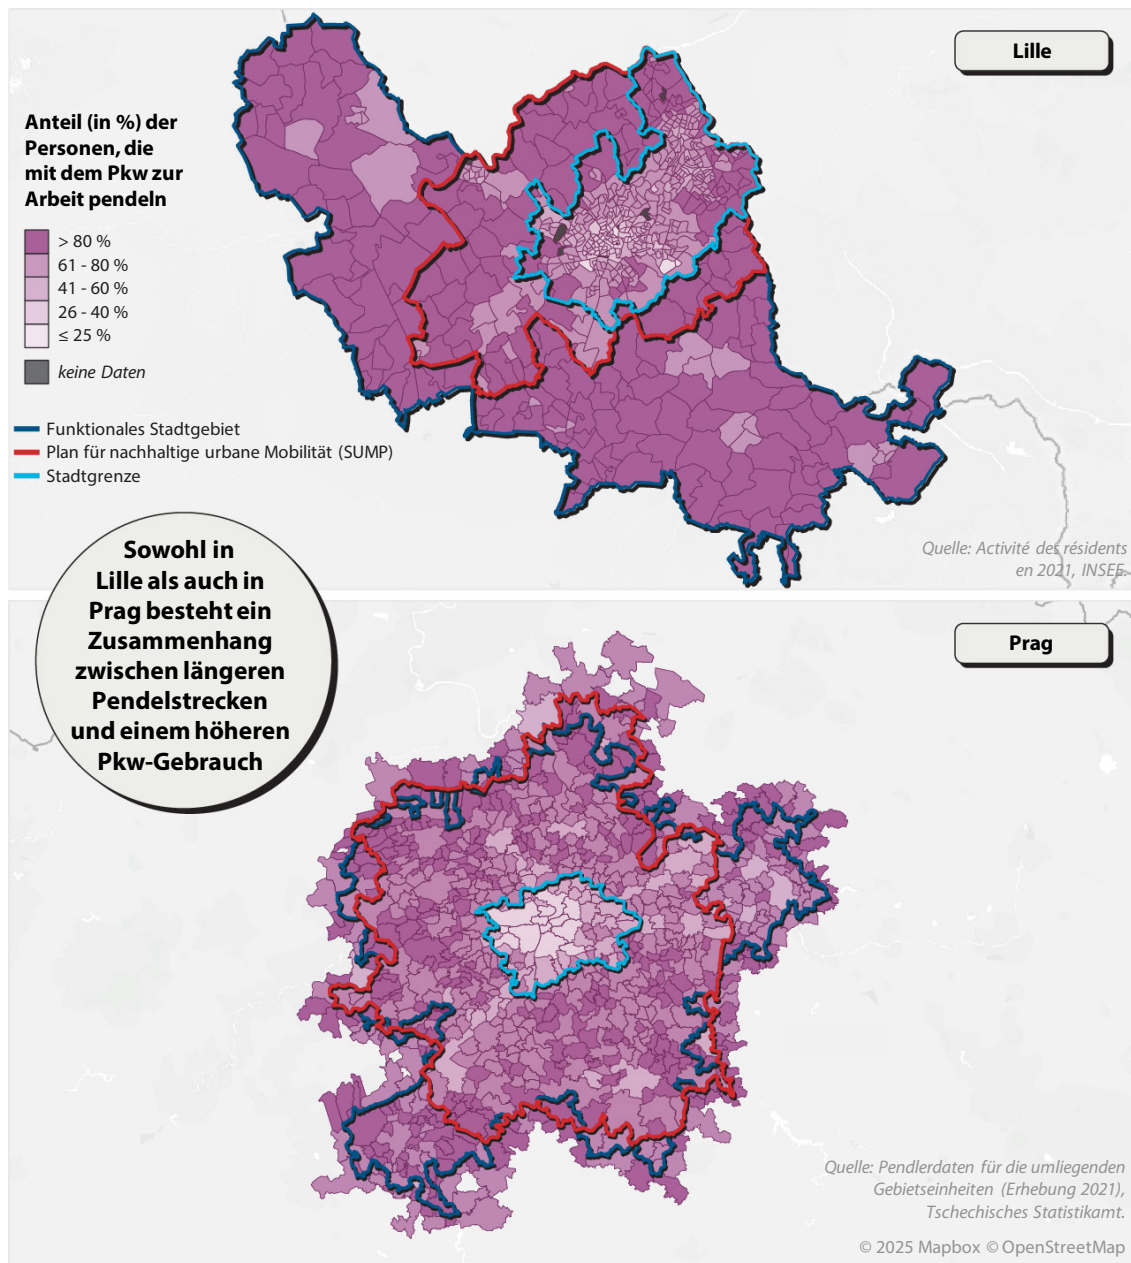 Lille
Anteil (in %) der
Personen, die
mit dem Pkw zur
Arbeit pendeln
> 80 %
61 - 80 %
41 - 60 %
26 - 40 %
≤ 25 %
keine Daten
Funktionales Stadtgebiet
Plan für nachhaltige urbane Mobilität (SUMP)
Stadtgrenze
Quelle: Activité des résidents
en 2021, INSEE.
Sowohl in
Lille als auch in
Prag besteht ein
Zusammenhang
zwischen längeren
Pendelstrecken
und einem höheren
Pkw-Gebrauch
Prag
Quelle: Pendlerdaten für die umliegenden
Gebietseinheiten (Erhebung 2021),
Tschechisches Statistikamt.
© 2025 Mapbox © OpenStreetMap